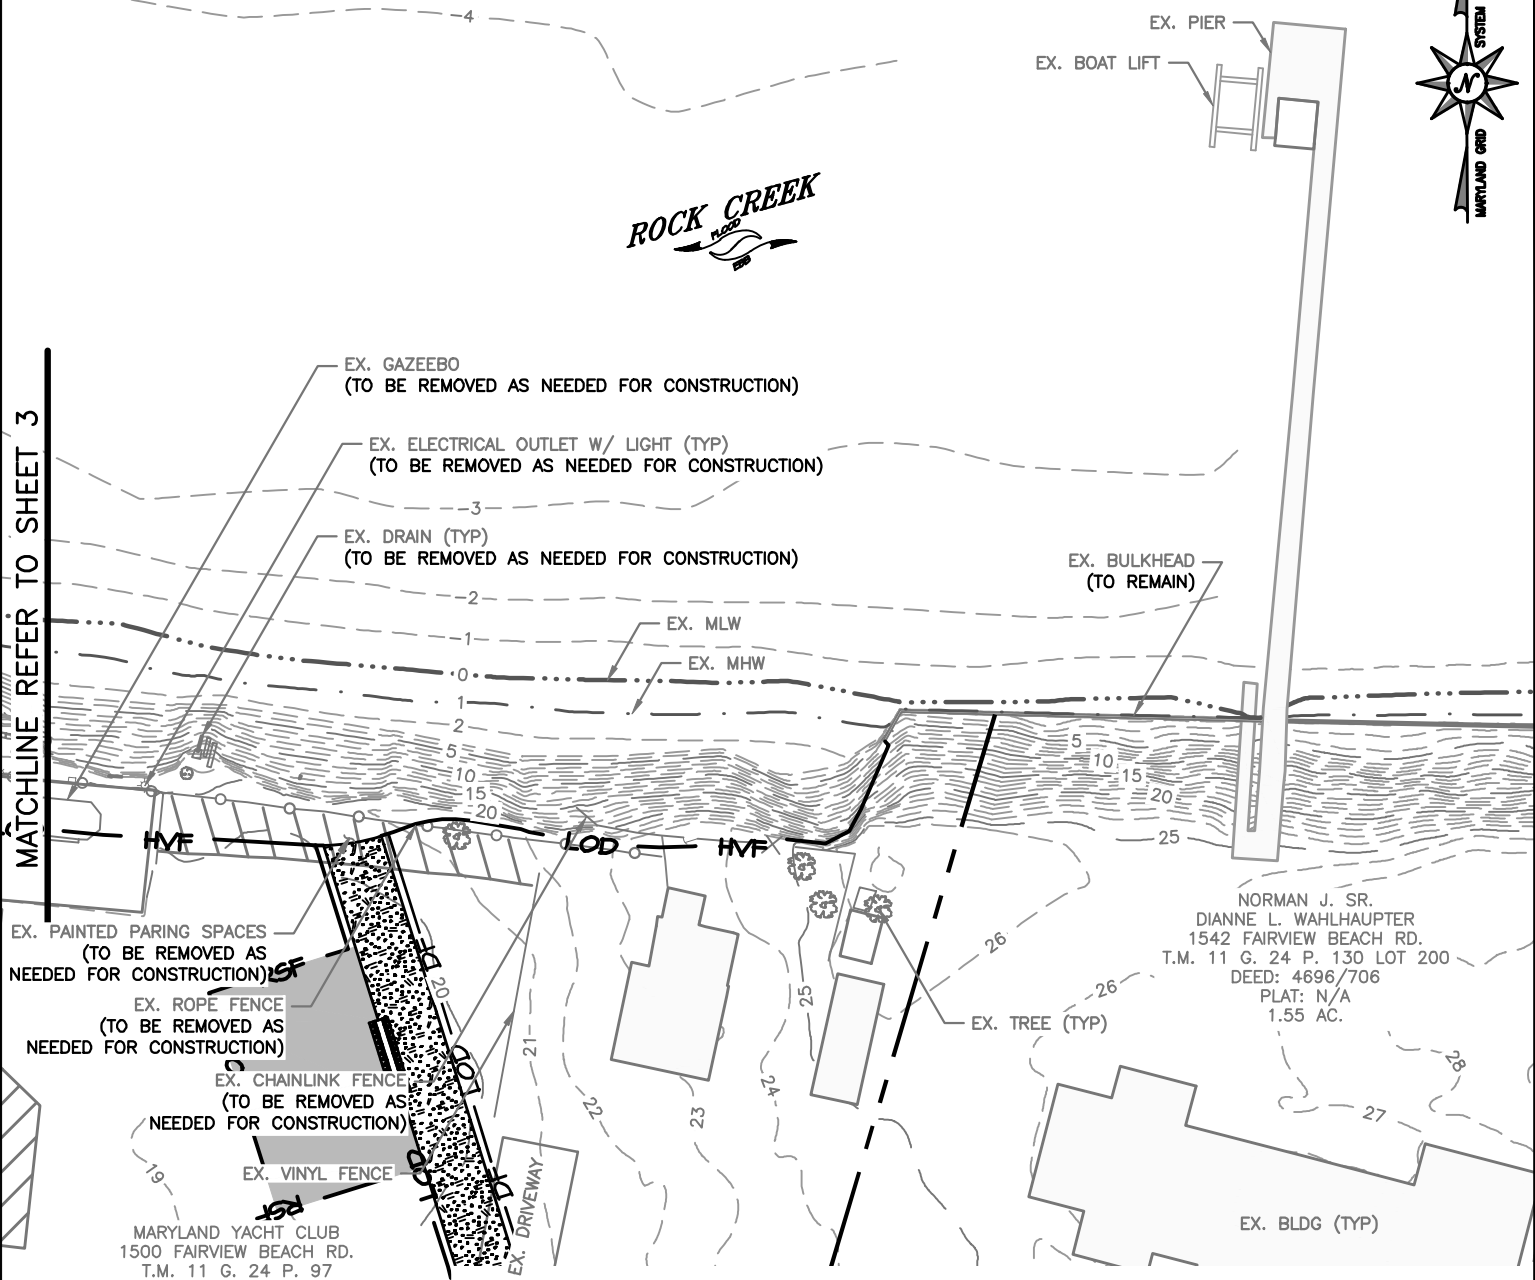 -4
EX. PIER
EX. BOAT LIFT
SYSTEM
N
MARYLAND GRID
ROCK CREEK
FLOOD
EBB
MATCHLINE REFER TO SHEET 3
EX. GAZEEBO
(TO BE REMOVED AS NEEDED FOR CONSTRUCTION)
EX. ELECTRICAL OUTLET W/ LIGHT (TYP)
(TO BE REMOVED AS NEEDED FOR CONSTRUCTION)
-3
EX. DRAIN (TYP)
(TO BE REMOVED AS NEEDED FOR CONSTRUCTION)
EX. BULKHEAD
(TO REMAIN)
-2
-1
EX. MLW
EX. MHW
0
1
2
5
10
15
20
5
10
15
20
25
HVF
LOD
HVF
NORMAN J. SR.
DIANNE L. WAHLHAUPTER
1542 FAIRVIEW BEACH RD.
T.M. 11 G. 24 P. 130 LOT 200
DEED: 4696/706
PLAT: N/A
1.55 AC.
EX. PAINTED PARING SPACES
(TO BE REMOVED AS
NEEDED FOR CONSTRUCTION)
RSF
EX. ROPE FENCE
(TO BE REMOVED AS
NEEDED FOR CONSTRUCTION)
20
26
25
26
EX. TREE (TYP)
EX. CHAINLINK FENCE
(TO BE REMOVED AS
NEEDED FOR CONSTRUCTION)
LOD
21
22
23
24
28
27
EX. VINYL FENCE
LOD
19
RSF
EX. DRIVEWAY
EX. BLDG (TYP)
MARYLAND YACHT CLUB
1500 FAIRVIEW BEACH RD.
T.M. 11 G. 24 P. 97